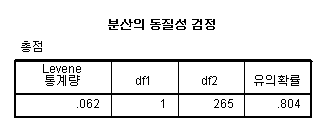 분산의 동질성 검정
총점
Levene
통계량 df1 df2 유의확률
.062 1 265 .804